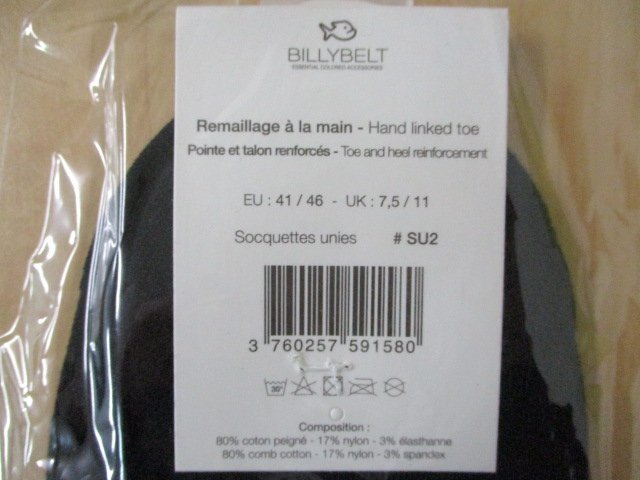 BILLYBELT
ESSENTIAL COLORED ACCESSORIES
Remaillage à la main - Hand linked toe
Pointe et talon renforcés - Toe and heel reinforcement
EU : 41 / 46 - UK : 7,5 / 11
Socquettes unies # SU2
3 760257 591580
30°
Composition :
80% coton peigné - 17% nylon - 3% élasthanne
80% comb cotton - 17% nylon - 3% spandex